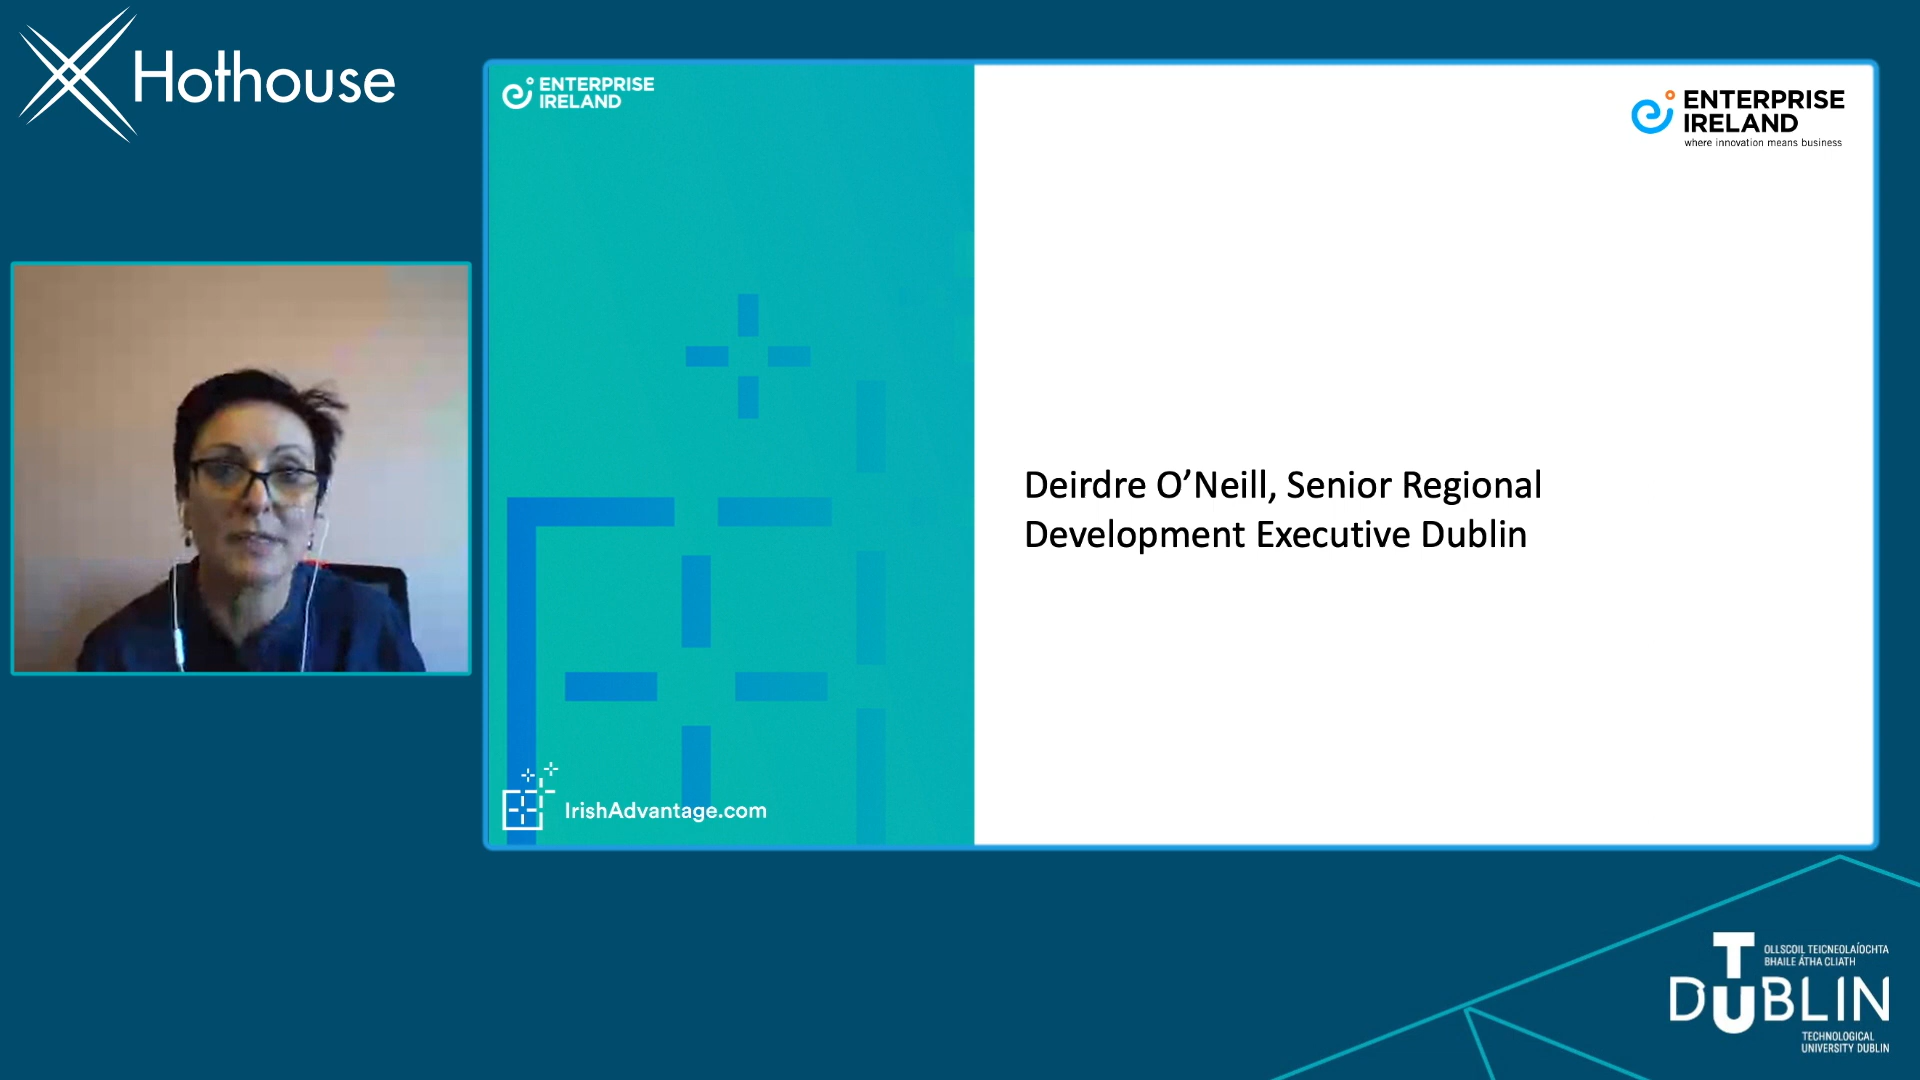 Hothouse
ENTERPRISE
IRELAND
ENTERPRISE
IRELAND
where innovation means business
Deirdre O’Neill, Senior Regional
Development Executive Dublin
IrishAdvantage.com
OLLSCOIL TEICNEOLAÍOCHTA
BHAILE ÁTHA CLIATH
TU DUBLIN
TECHNOLOGICAL
UNIVERSITY DUBLIN